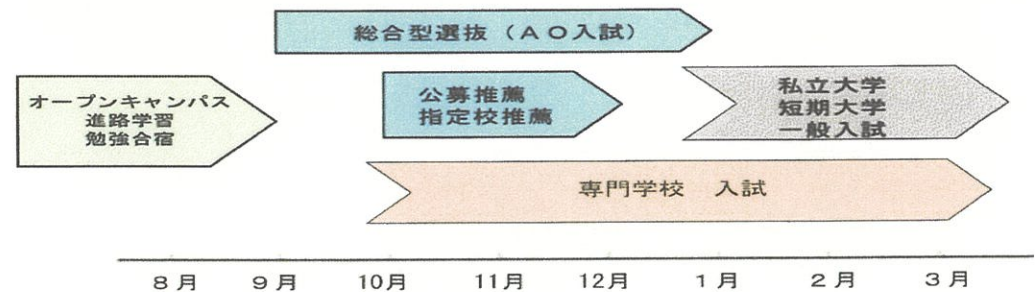 総合型選抜（ＡＯ入試）
オープンキャンパス
進路学習
勉強合宿
公募推薦
指定校推薦
私立大学
短期大学
一般入試
専門学校　入試
８月　９月　10月　11月　12月　１月　２月　３月